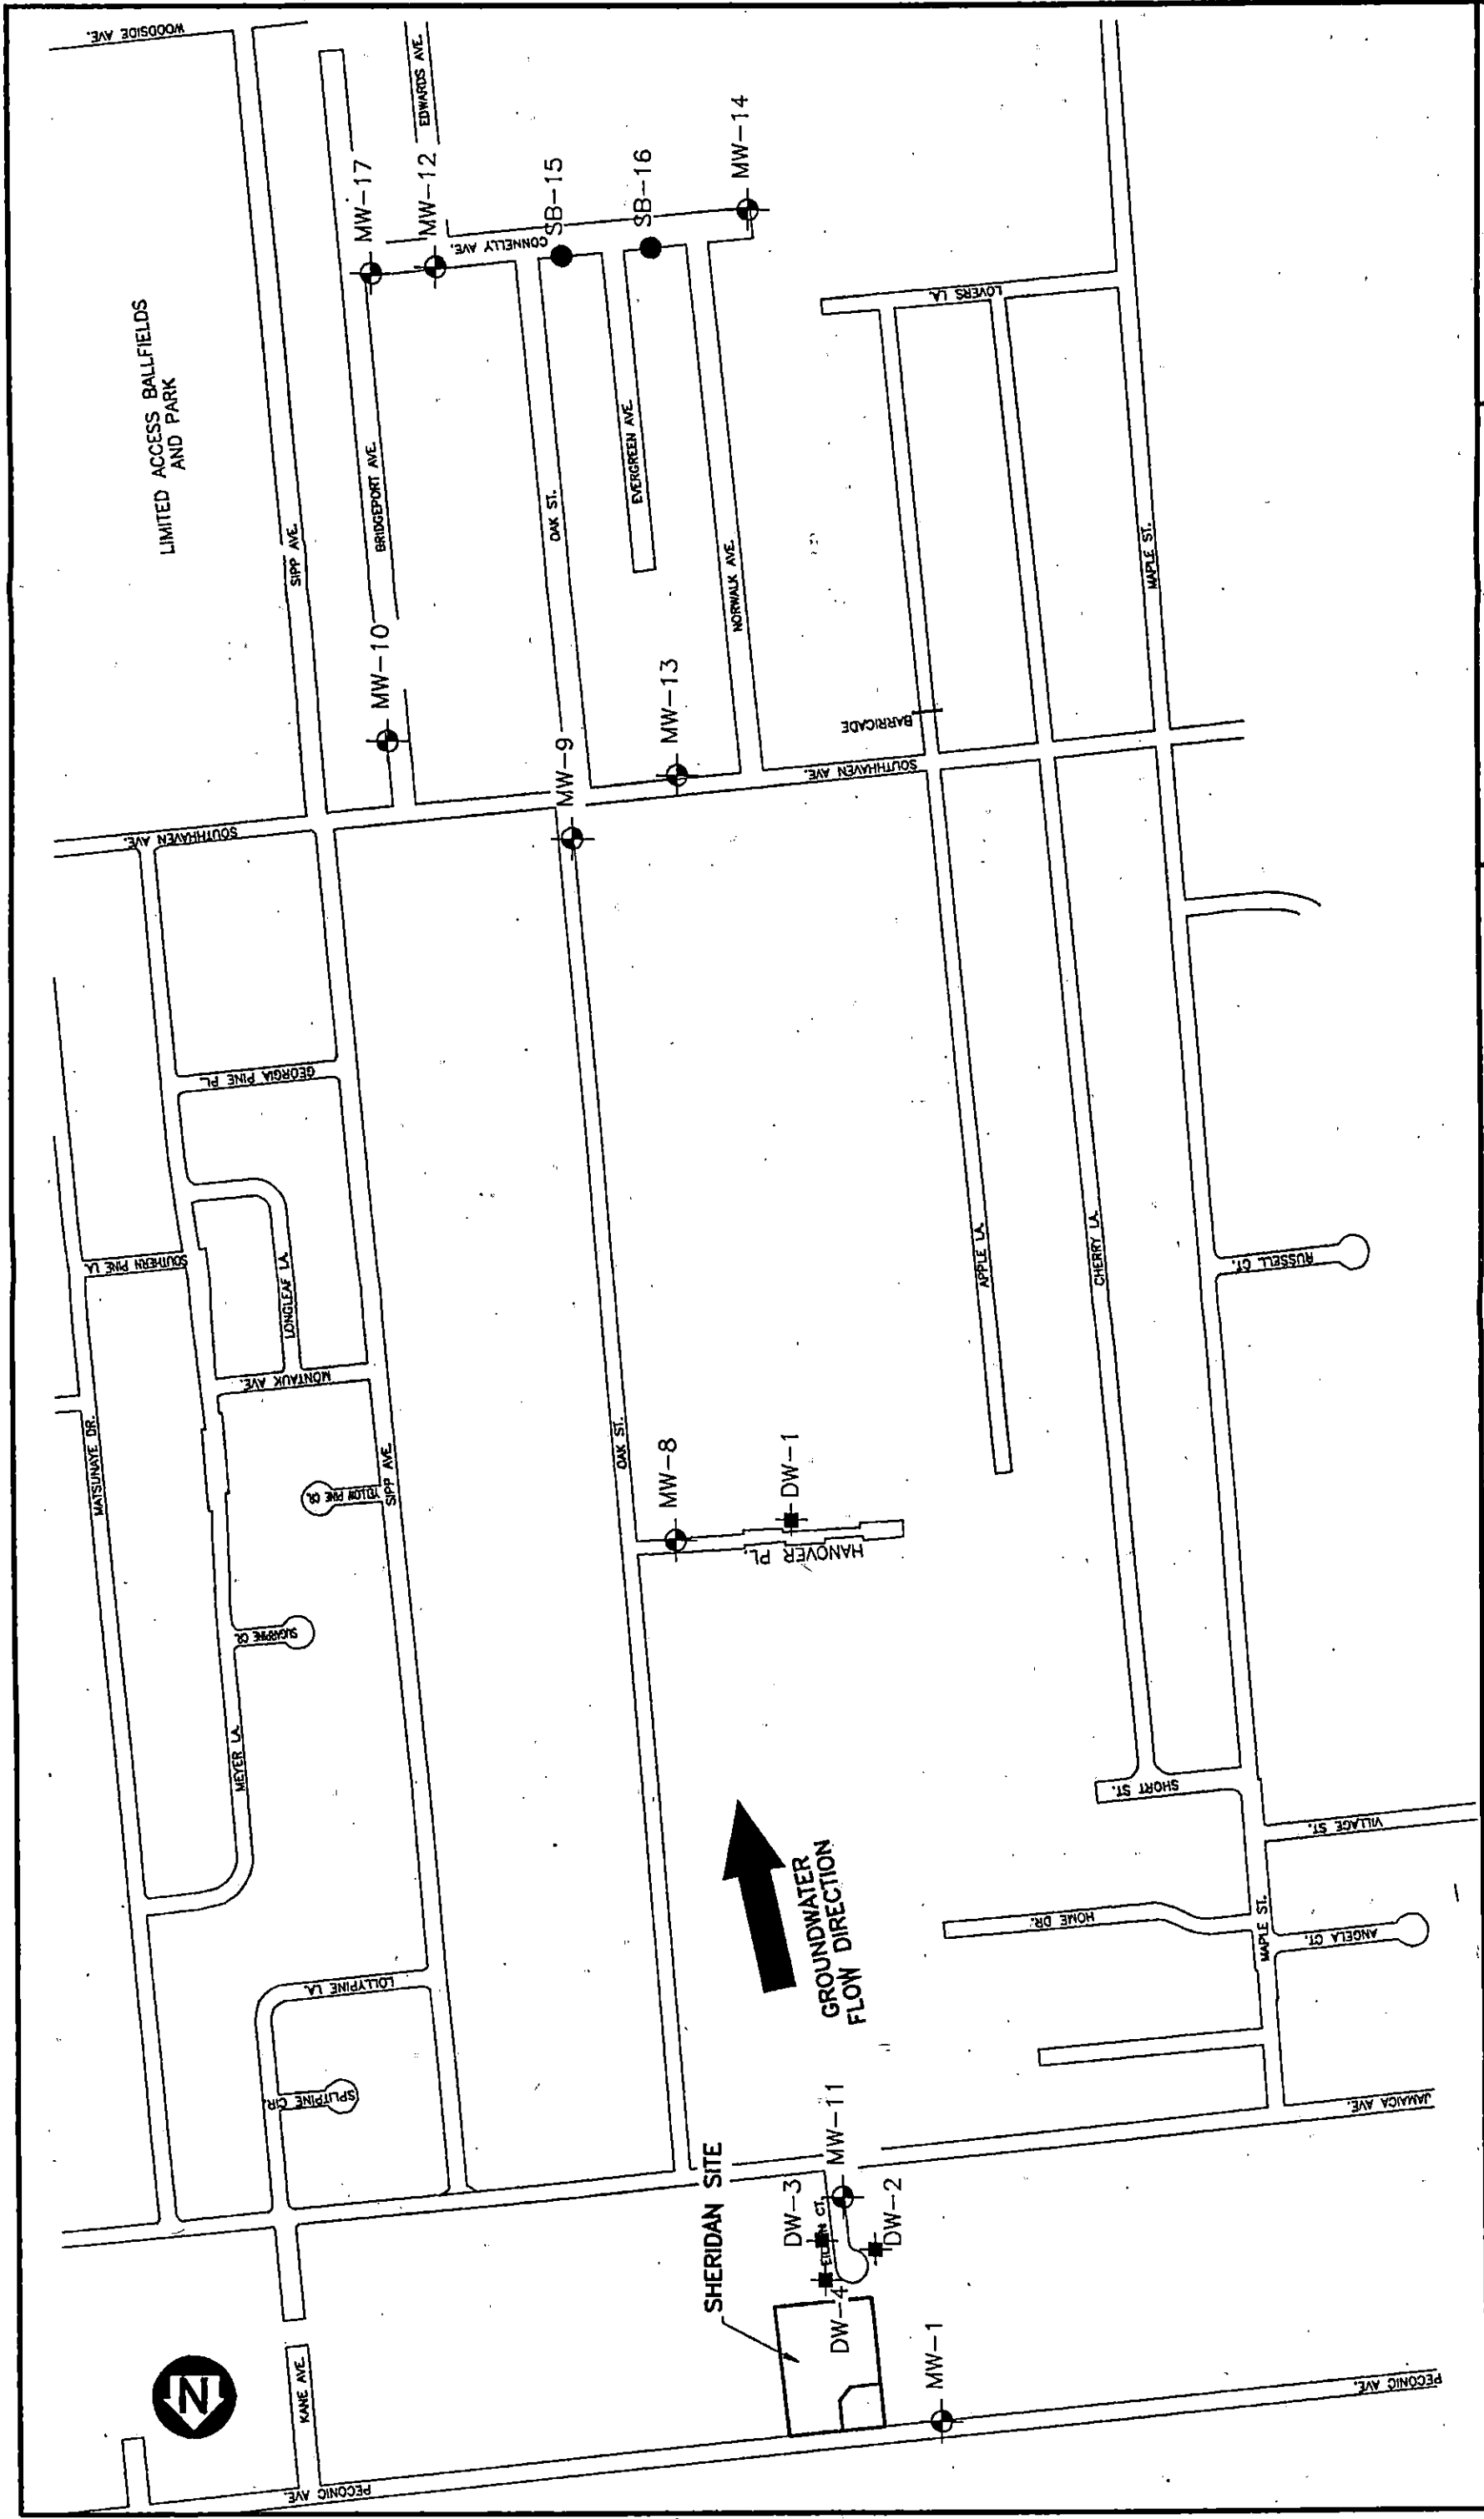 WOODSIDE AVE.
EDWARDS AVE.
LIMITED ACCESS BALLFIELDS
AND PARK
MW-17
MW-12
SB-15
SB-16
MW-14
CONNELLY AVE.
LOVERS LA.
SIPP AVE.
BRIDGEPORT AVE.
OAK ST.
EVERGREEN AVE.
NORWALK AVE.
MAPLE ST.
MW-10
MW-9
MW-13
BARRICADE
SOUTHAVEN AVE.
SOUTHHAVEN AVE.
GEORGIA PINE PL.
SOUTHERN PINE LA.
LONGLEAF LA.
MONTAUK AVE.
APPLE LA.
CHERRY LA.
RUSSELL CT.
MATSUNAYE DR.
YELLOW PINE CR.
SIPP AVE.
OAK ST.
MW-8
DW-1
HANOVER PL.
SUGARPINE CR.
MEYER LA.
SHORT ST.
VILLAGE ST.
GROUNDWATER
FLOW DIRECTION
HOME DR.
MAPLE ST.
ANGELA CT.
LOLLYPINE LA.
SPLITPINE CIR.
JAMAICA AVE.
SHERIDAN SITE
MW-11
DW-3
DW-2
DW-4
MW-1
N
KANE AVE.
PECONIC AVE.
PECONIC AVE.